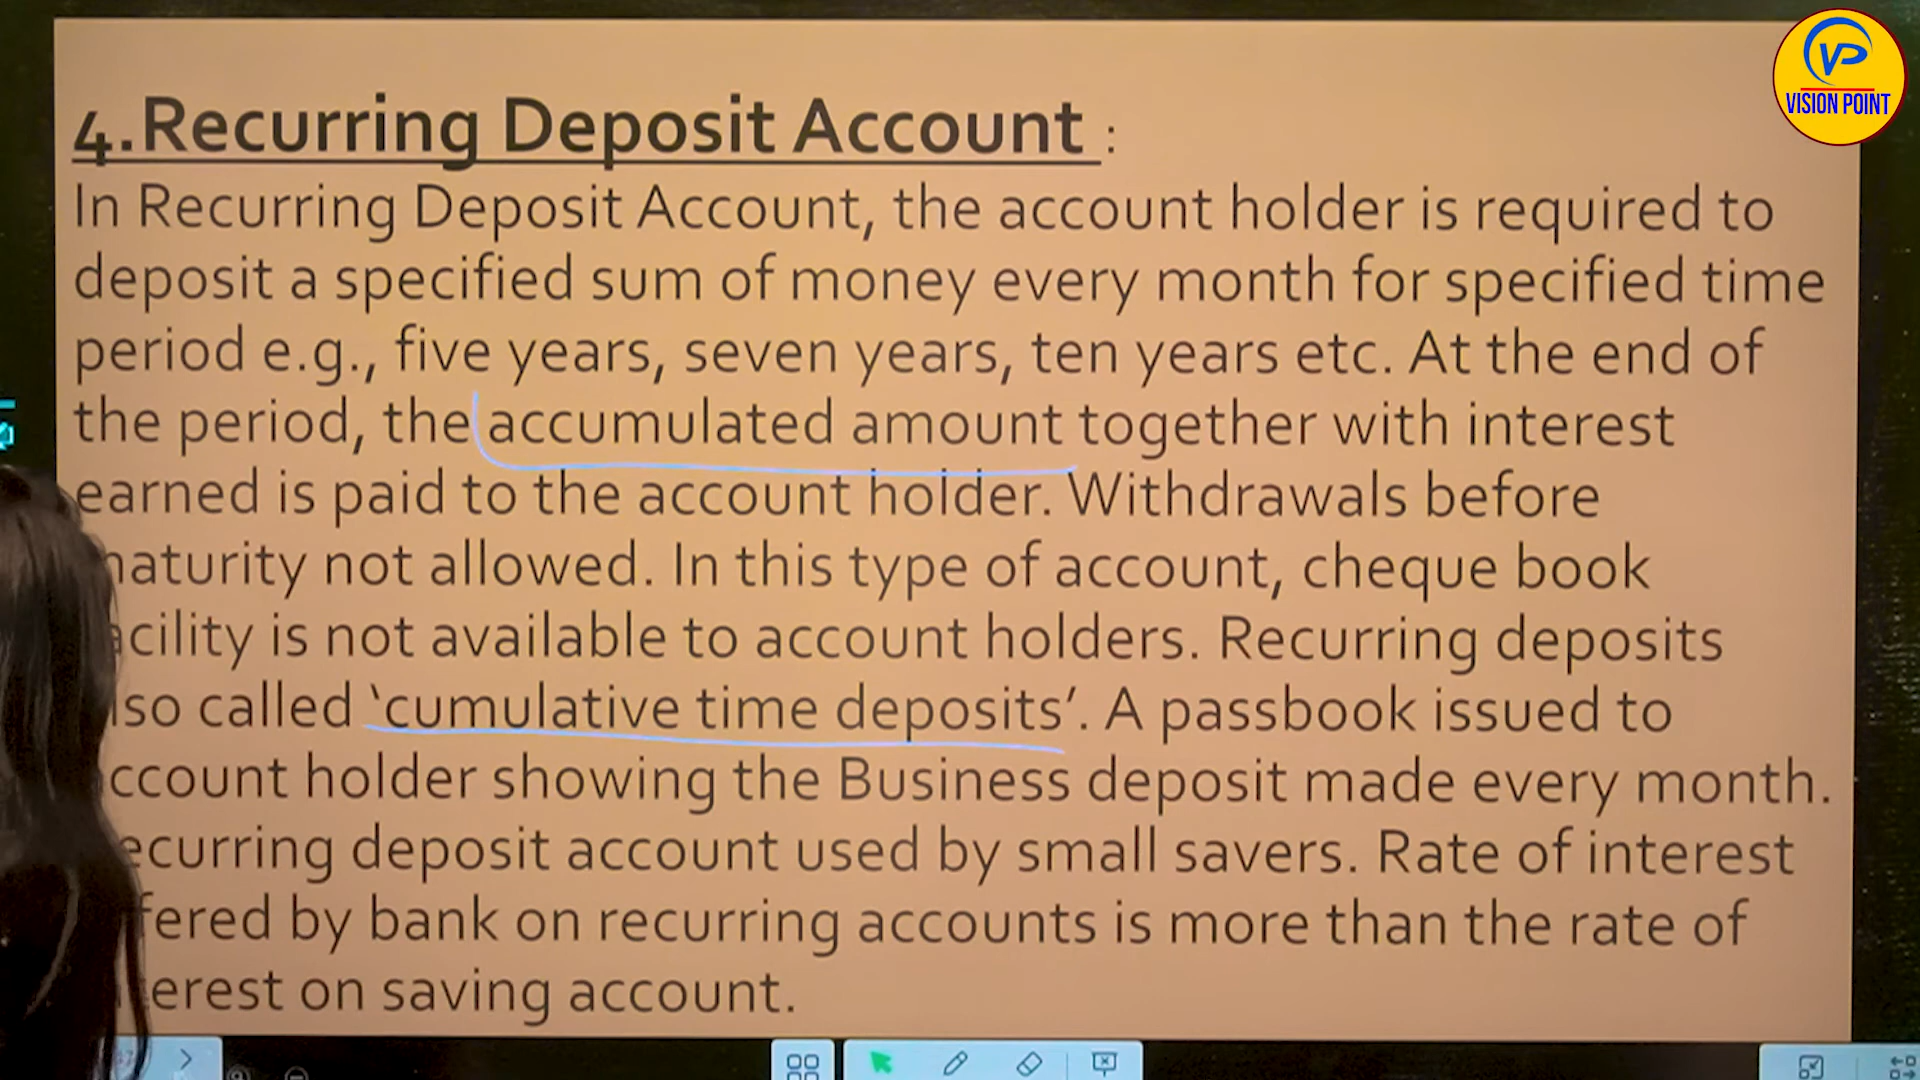 VP
VISION POINT
4.Recurring Deposit Account :
In Recurring Deposit Account, the account holder is required to
deposit a specified sum of money every month for specified time
period e.g., five years, seven years, ten years etc. At the end of
the period, the accumulated amount together with interest
earned is paid to the account holder. Withdrawals before
aturity not allowed. In this type of account, cheque book
cility is not available to account holders. Recurring deposits
so called ‘cumulative time deposits’. A passbook issued to
ccount holder showing the Business deposit made every month.
ecurring deposit account used by small savers. Rate of interest
fered by bank on recurring accounts is more than the rate of
erest on saving account.